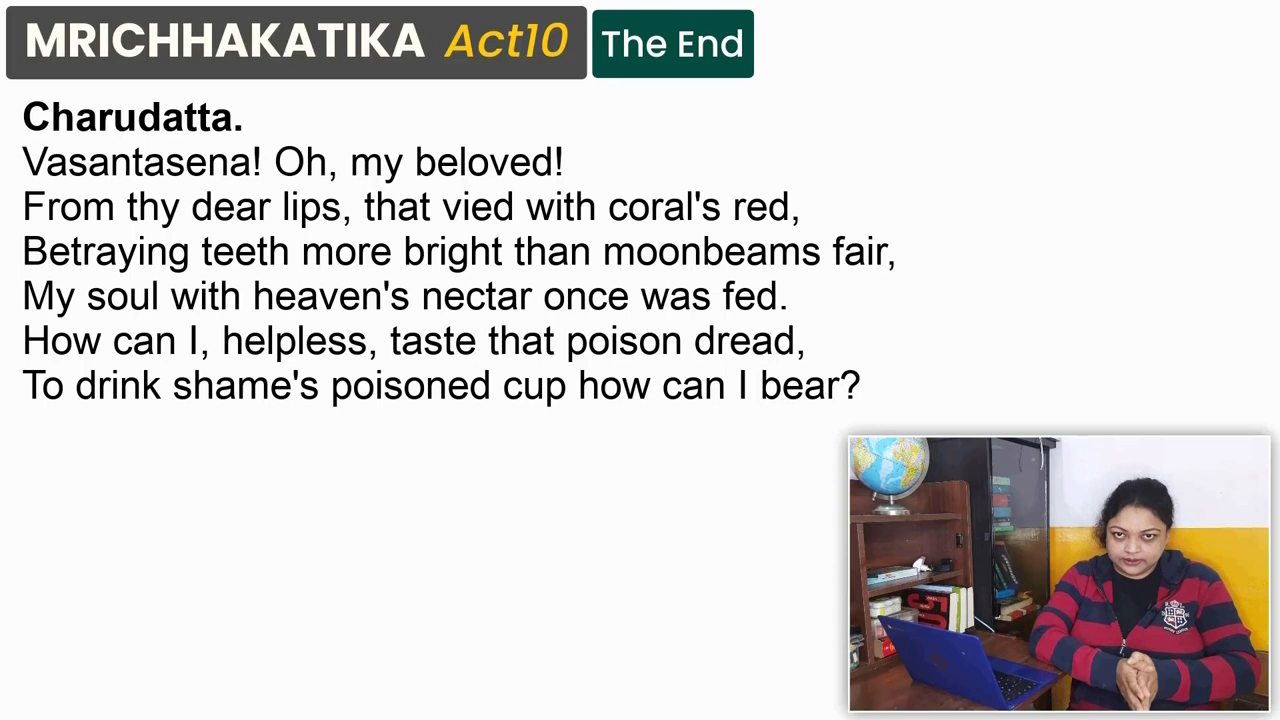 MRICHHAKATIKA Act10 The End
Charudatta.
Vasantasena! Oh, my beloved!
From thy dear lips, that vied with coral's red,
Betraying teeth more bright than moonbeams fair,
My soul with heaven's nectar once was fed.
How can I, helpless, taste that poison dread,
To drink shame's poisoned cup how can I bear?